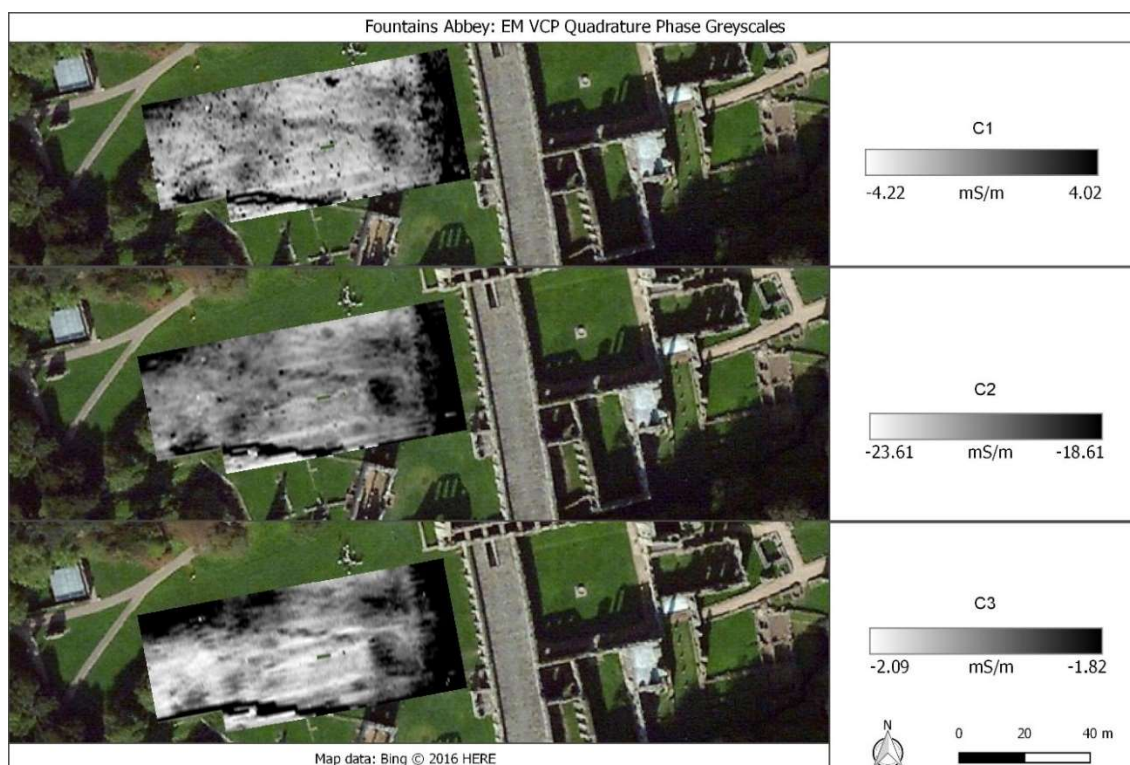 Fountains Abbey: EM VCP Quadrature Phase Greyscales
C1
-4.22 mS/m 4.02
C2
-23.61 mS/m -18.61
C3
-2.09 mS/m -1.82
N
0 20 40 m
Map data: Bing © 2016 HERE